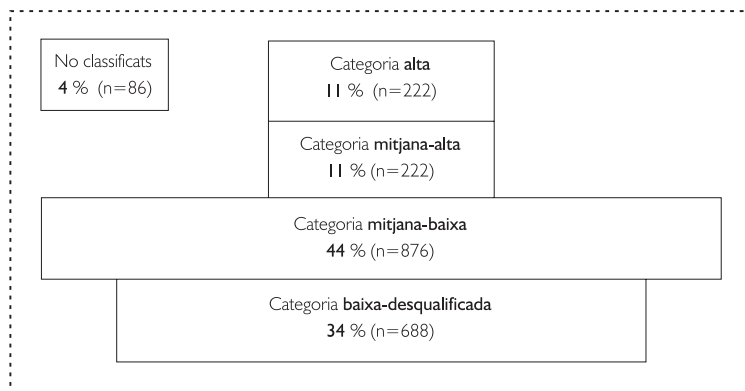 No classificats
4 % (n=86)
Categoria alta
11 % (n=222)
Categoria mitjana-alta
11 % (n=222)
Categoria mitjana-baixa
44 % (n=876)
Categoria baixa-desqualificada
34 % (n=688)